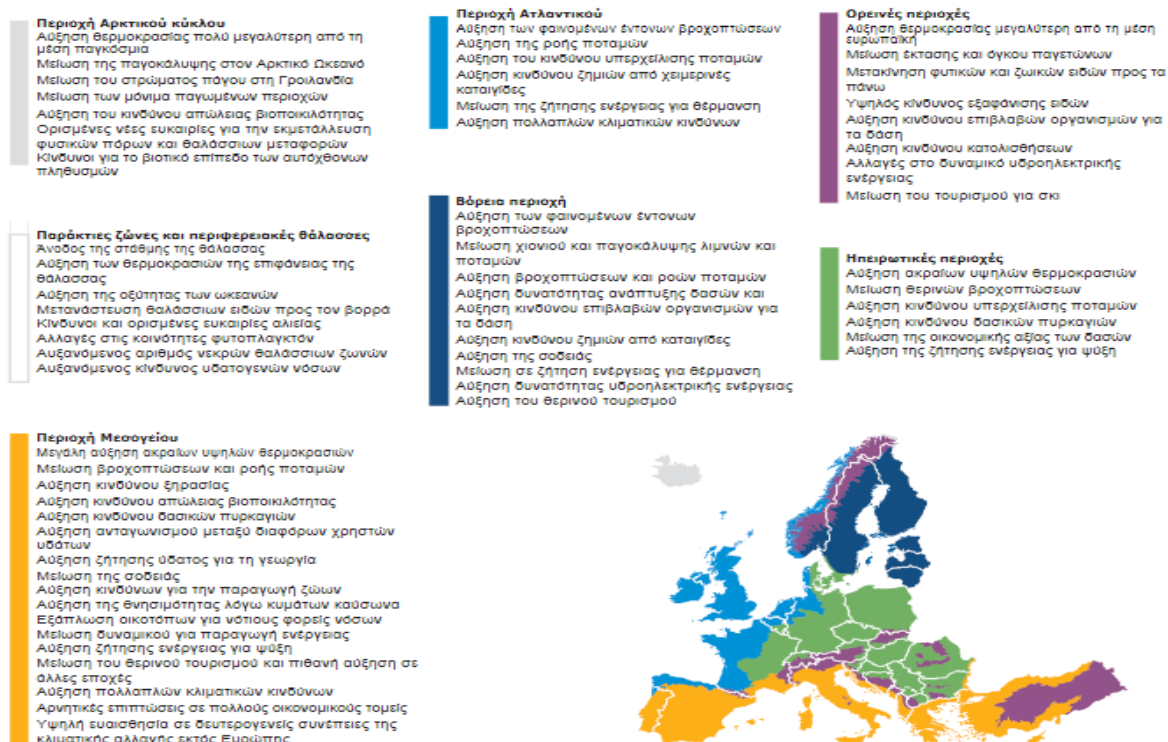 Περιοχή Αρκτικού κύκλου
Αύξηση θερμοκρασίας πολύ μεγαλύτερη από τη
μέση παγκόσμια
Μείωση της παγοκάλυψης στον Αρκτικό Ωκεανό
Μείωση του στρώματος πάγου στη Γροιλανδία
Μείωση των μόνιμα παγωμένων περιοχών
Αύξηση του κινδύνου απώλειας βιοποικιλότητας
Ορισμένες νέες ευκαιρίες για την εκμετάλλευση
φυσικών πόρων και θαλάσσιων μεταφορών
Κίνδυνοι για το βιοτικό επίπεδο των αυτόχθονων
πληθυσμών
Παράκτιες ζώνες και περιφερειακές θάλασσες
Άνοδος της στάθμης της θάλασσας
Αύξηση των θερμοκρασιών της επιφάνειας της
θάλασσας
Αύξηση της οξύτητας των ωκεανών
Μετανάστευση θαλάσσιων ειδών προς τον βορρά
Κίνδυνοι και ορισμένες ευκαιρίες αλιείας
Αλλαγές στις κοινότητες φυτοπλαγκτόν
Αυξανόμενος αριθμός νεκρών θαλάσσιων ζωνών
Αυξανόμενος κίνδυνος υδατογενών νόσων
Περιοχή Μεσογείου
Μεγάλη αύξηση ακραίων υψηλών θερμοκρασιών
Μείωση βροχοπτώσεων και ροής ποταμών
Αύξηση κινδύνου ξηρασίας
Αύξηση κινδύνου απώλειας βιοποικιλότητας
Αύξηση κινδύνου δασικών πυρκαγιών
Αύξηση ανταγωνισμού μεταξύ διαφόρων χρηστών
υδάτων
Αύξηση ζήτησης ύδατος για τη γεωργία
Μείωση της σοδειάς
Αύξηση κινδύνων για την παραγωγή ζώων
Αύξηση της θνησιμότητας λόγω κυμάτων καύσωνα
Εξάπλωση οικοτόπων για νότιους φορείς νόσων
Μείωση δυναμικού για παραγωγή ενέργειας
Αύξηση ζήτησης ενέργειας για ψύξη
Μείωση του θερινού τουρισμού και πιθανή αύξηση σε
άλλες εποχές
Αύξηση πολλαπλών κλιματικών κινδύνων
Αρνητικές επιπτώσεις σε πολλούς οικονομικούς τομείς
Υψηλή ευαισθησία σε δευτερογενείς συνέπειες της
κλιματικής αλλαγής εκτός Ευρώπης
Περιοχή Ατλαντικού
Αύξηση των φαινομένων έντονων βροχοπτώσεων
Αύξηση της ροής ποταμών
Αύξηση του κινδύνου υπερχείλισης ποταμών
Αύξηση κινδύνου ζημιών από χειμερινές
καταιγίδες
Μείωση της ζήτησης ενέργειας για θέρμανση
Αύξηση πολλαπλών κλιματικών κινδύνων
Βόρεια περιοχή
Αύξηση των φαινομένων έντονων
βροχοπτώσεων
Μείωση χιονιού και παγοκάλυψης λιμνών και
ποταμών
Αύξηση βροχοπτώσεων και ροών ποταμών
Αύξηση δυνατότητας ανάπτυξης δασών και
Αύξηση κινδύνου επιβλαβών οργανισμών για
τα δάση
Αύξηση κινδύνου ζημιών από καταιγίδες
Αύξηση της σοδειάς
Μείωση σε ζήτηση ενέργειας για θέρμανση
Αύξηση δυνατότητας υδροηλεκτρικής ενέργειας
Αύξηση του θερινού τουρισμού
Ορεινές περιοχές
Αύξηση θερμοκρασίας μεγαλύτερη από τη μέση
ευρωπαϊκή
Μείωση έκτασης και όγκου παγετώνων
Μετακίνηση φυτικών και ζωικών ειδών προς τα
πάνω
Υψηλός κίνδυνος εξαφάνισης ειδών
Αύξηση κινδύνου επιβλαβών οργανισμών για
τα δάση
Αύξηση κινδύνου κατολισθήσεων
Αλλαγές στο δυναμικό υδροηλεκτρικής
ενέργειας
Μείωση του τουρισμού για σκι
Ηπειρωτικές περιοχές
Αύξηση ακραίων υψηλών θερμοκρασιών
Μείωση θερινών βροχοπτώσεων
Αύξηση κινδύνου υπερχείλισης ποταμών
Αύξηση κινδύνου δασικών πυρκαγιών
Μείωση της οικονομικής αξίας των δασών
Αύξηση της ζήτησης ενέργειας για ψύξη